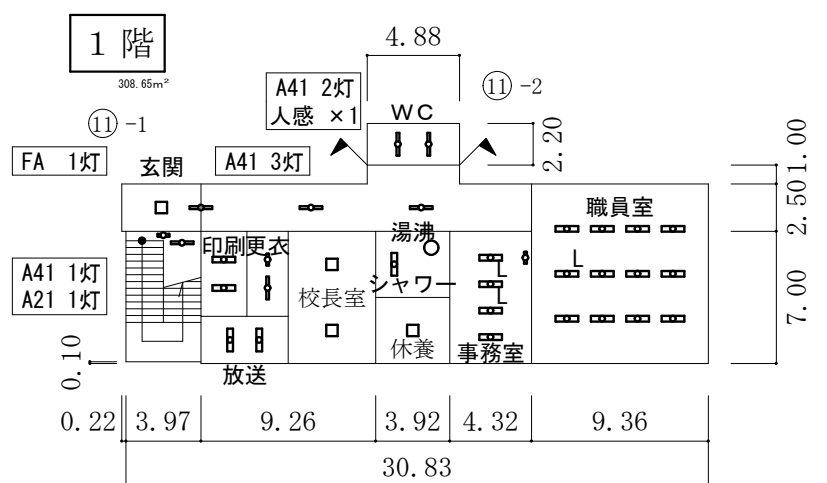 1 階
308.65m²
4.88
A41 2灯
人感 ×1
⑪ -2
WC
⑪ -1
2.20
1.00
FA 1灯
玄関
A41 3灯
2.50
職員室
湯沸
印刷
更衣
L
A41 1灯
A21 1灯
シャワー
L
校長室
L
7.00
休養
事務室
放送
0.10
0.22
3.97
9.26
3.92
4.32
9.36
30.83